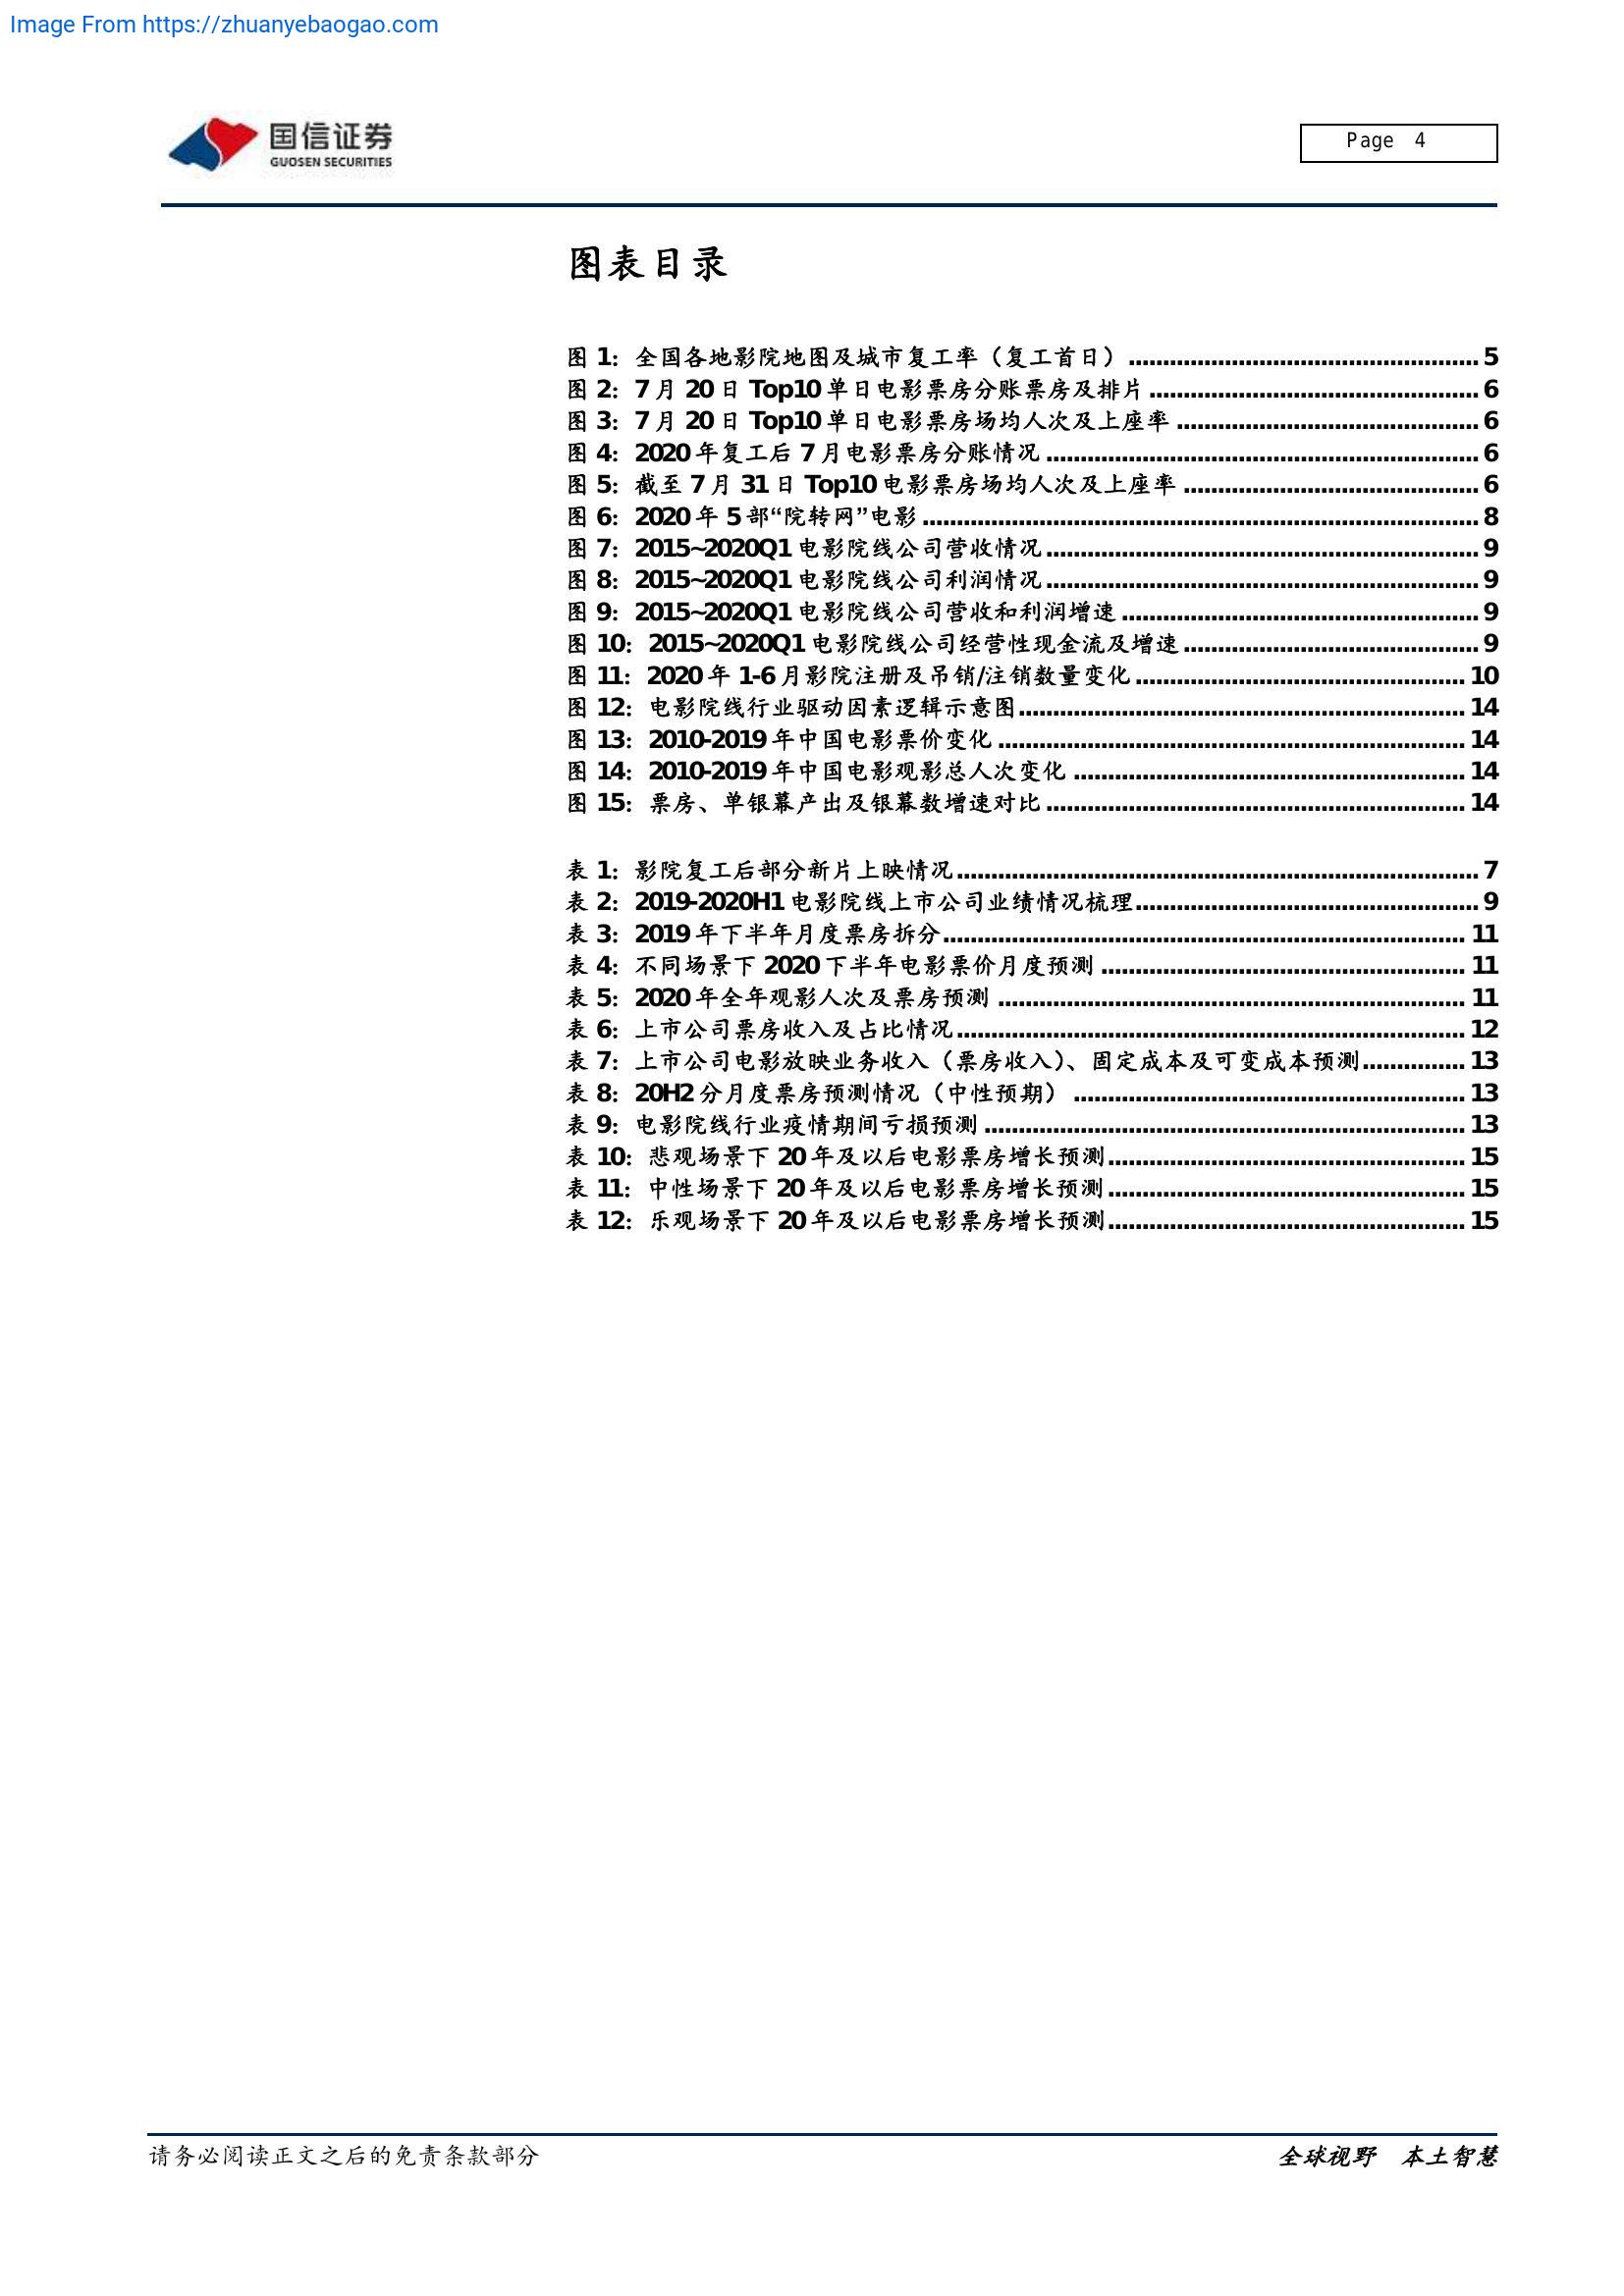 Image From https://zhuanyebaogao.com
国信证券
GUOSEN SECURITIES
Page 4
图表目录
图 1：全国各地影院地图及城市复工率（复工首日）..................................................5
图 2：7 月 20 日 Top10 单日电影票房分账票房及排片..................................................6
图 3：7 月 20 日 Top10 单日电影票房场均人次及上座率..................................................6
图 4：2020 年复工后 7 月电影票房分账情况..................................................6
图 5：截至 7 月 31 日 Top10 电影票房场均人次及上座率..................................................6
图 6：2020 年 5 部“院转网”电影..................................................8
图 7：2015~2020Q1 电影院线公司营收情况..................................................9
图 8：2015~2020Q1 电影院线公司利润情况..................................................9
图 9：2015~2020Q1 电影院线公司营收和利润增速..................................................9
图 10：2015~2020Q1 电影院线公司经营性现金流及增速..................................................9
图 11：2020 年 1-6 月影院注册及吊销/注销数量变化..................................................10
图 12：电影院线行业驱动因素逻辑示意图..................................................14
图 13：2010-2019 年中国电影票价变化..................................................14
图 14：2010-2019 年中国电影观影总人次变化..................................................14
图 15：票房、单银幕产出及银幕数增速对比..................................................14
表 1：影院复工后部分新片上映情况..................................................7
表 2：2019-2020H1 电影院线上市公司业绩情况梳理..................................................9
表 3：2019 年下半年月度票房拆分..................................................11
表 4：不同场景下 2020 下半年电影票价月度预测..................................................11
表 5：2020 年全年观影人次及票房预测..................................................11
表 6：上市公司票房收入及占比情况..................................................12
表 7：上市公司电影放映业务收入（票房收入）、固定成本及可变成本预测...............13
表 8：20H2 分月度票房预测情况（中性预期）..................................................13
表 9：电影院线行业疫情期间亏损预测..................................................13
表 10：悲观场景下 20 年及以后电影票房增长预测..................................................15
表 11：中性场景下 20 年及以后电影票房增长预测..................................................15
表 12：乐观场景下 20 年及以后电影票房增长预测..................................................15
请务必阅读正文之后的免责条款部分
全球视野 本土智慧